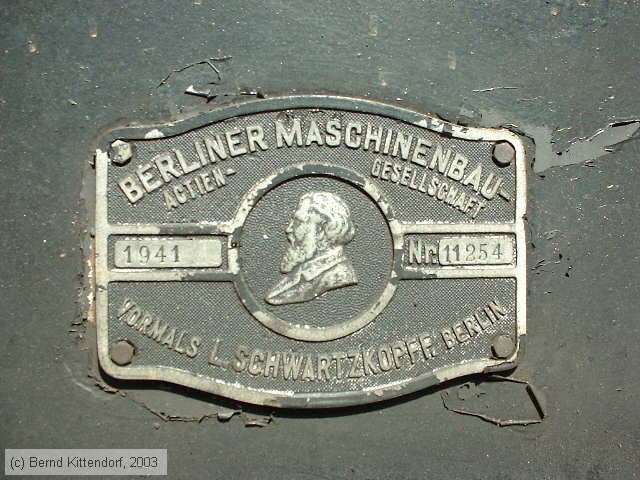 BERLINER MASCHINENBAU-
ACTIEN- GESELLSCHAFT
1941 Nr. 11254
VORMALS L. SCHWARTZKOPFF, BERLIN
(c) Bernd Kittendorf, 2003